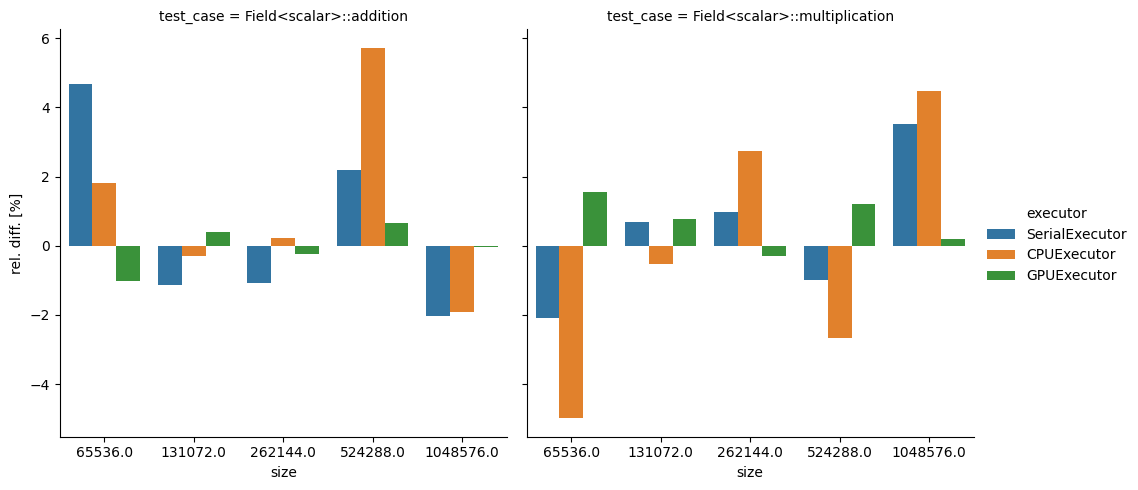 test_case = Field<scalar>::addition
test_case = Field<scalar>::multiplication
6
4
2
0
−2
−4
rel. diff. [%]
65536.0
131072.0
262144.0
524288.0
1048576.0
size
65536.0
131072.0
262144.0
524288.0
1048576.0
size
executor
SerialExecutor
CPUExecutor
GPUExecutor